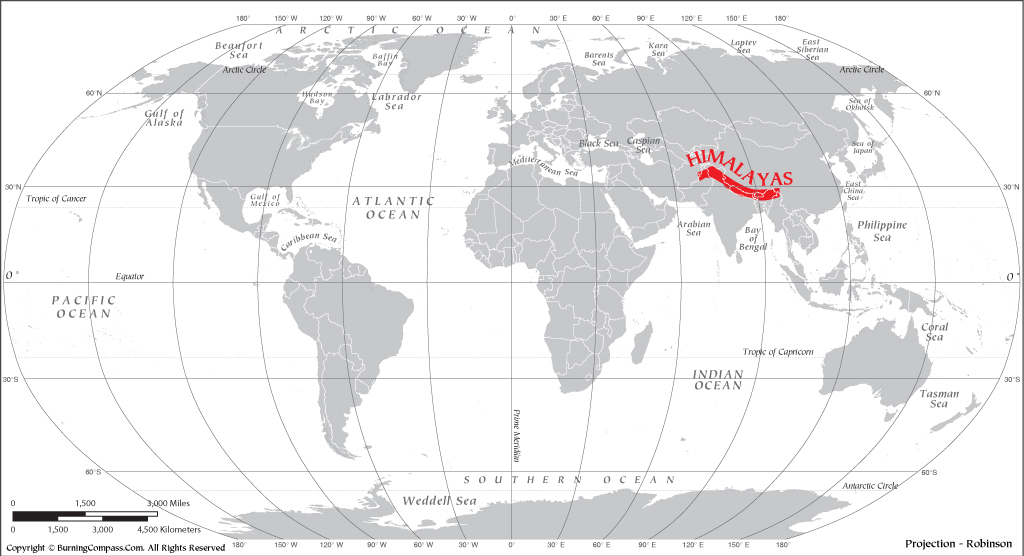 180° 150° W 120° W 90° W 60° W 30° W 0° 30° E 60° E 90° E 120° E 150° E 180°
ARCTIC OCEAN
Beaufort
Sea
Baffin
Bay
Barents
Sea
Kara
Sea
Laptev
Sea
East
Siberian
Sea
Arctic Circle
Arctic Circle
60°N
60°N
Gulf of
Alaska
Hudson
Bay
Labrador
Sea
Sea of
Okhotsk
Black Sea
Caspian
Sea
Sea of
Japan
Mediterranean Sea
HIMALAYAS
30°N
30°N
Tropic of Cancer
Gulf of
Mexico
ATLANTIC
OCEAN
East
China
Sea
Caribbean Sea
Arabian
Sea
Bay
of
Bengal
Philippine
Sea
0°
Equator
0°
PACIFIC
OCEAN
Coral
Sea
Tropic of Capricorn
30°S
INDIAN
OCEAN
30°S
Tasman
Sea
Prime Meridian
60°S
60°S
SOUTHERN OCEAN
Antarctic Circle
Weddell Sea
0 1,500 3,000 Miles
0 1,500 3,000 4,500 Kilometers
180° 150° W 120° W 90° W 60° W 30° W 0° 30° E 60° E 90° E 120° E 150° E 180°
Copyright © BurningCompass.Com. All Rights Reserved
Projection - Robinson